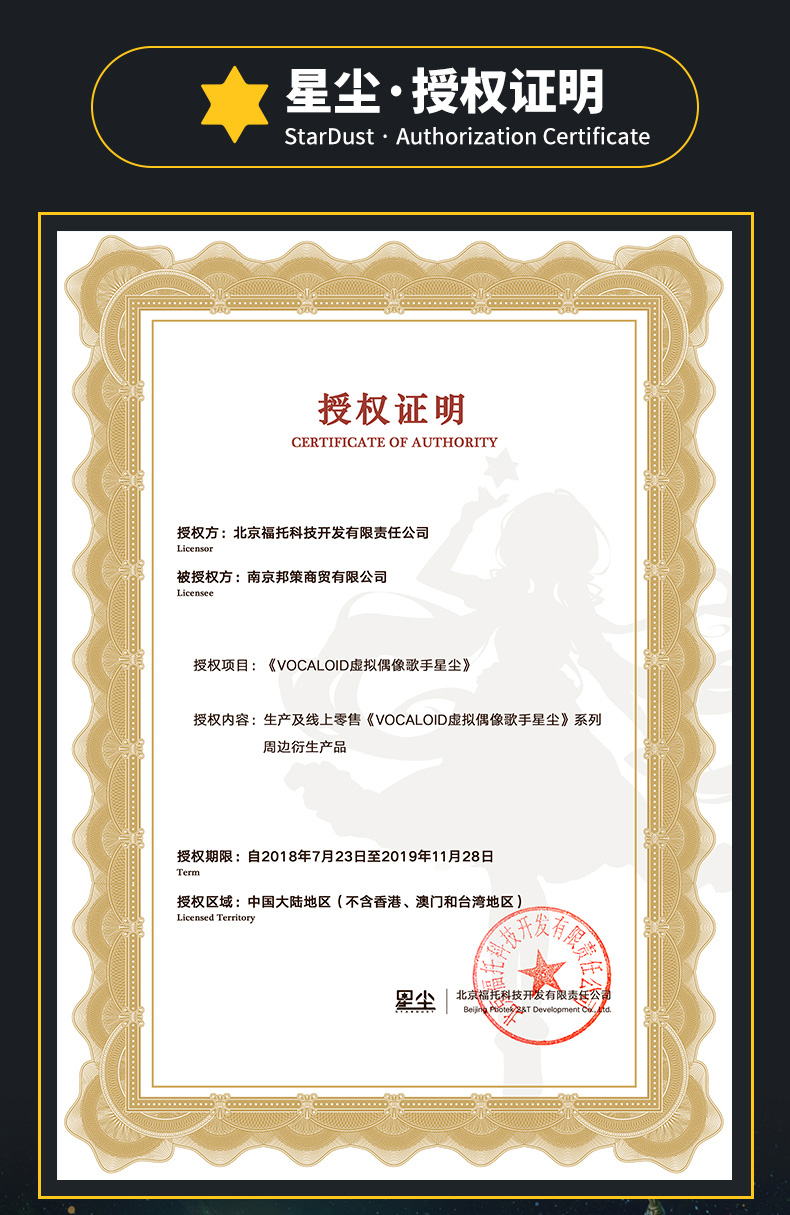 星尘·授权证明
StarDust · Authorization Certificate
授权证明
CERTIFICATE OF AUTHORITY
授权方：北京福托科技开发有限责任公司
Licensor
被授权方：南京邦策商贸有限公司
Licensee
授权项目：《VOCALOID虚拟偶像歌手星尘》
授权内容：生产及线上零售《VOCALOID虚拟偶像歌手星尘》系列
周边衍生产品
授权期限：自2018年7月23日至2019年11月28日
Term
授权区域：中国大陆地区（不含香港、澳门和台湾地区）
Licensed Territory
北京福托科技开发有限责任公司
星尘
STARDUST
北京福托科技开发有限责任公司
Beijing Photek S&T Development Co., Ltd.